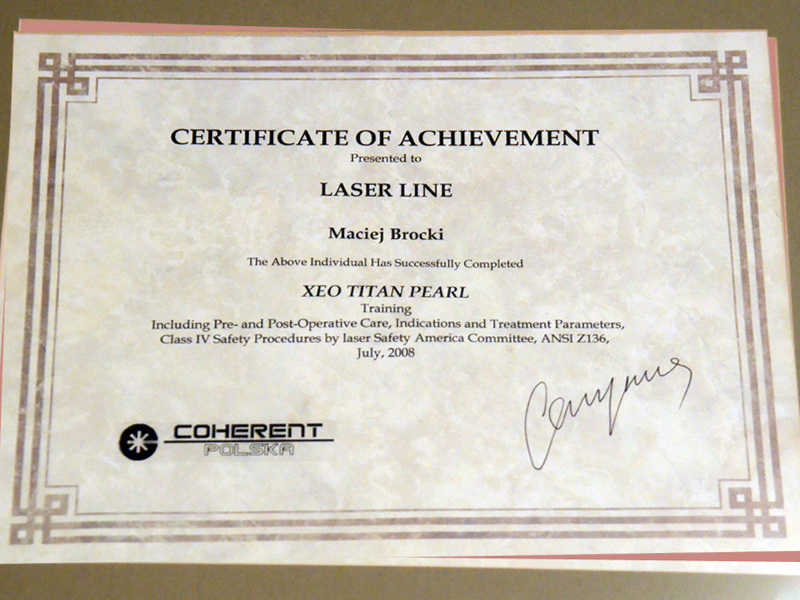 CERTIFICATE OF ACHIEVEMENT
Presented to
LASER LINE
Maciej Brocki
The Above Individual Has Successfully Completed
XEO TITAN PEARL
Training
Including Pre- and Post-Operative Care, Indications and Treatment Parameters,
Class IV Safety Procedures by laser Safety America Committee, ANSI Z136,
July, 2008
COHERENT
POLSKA